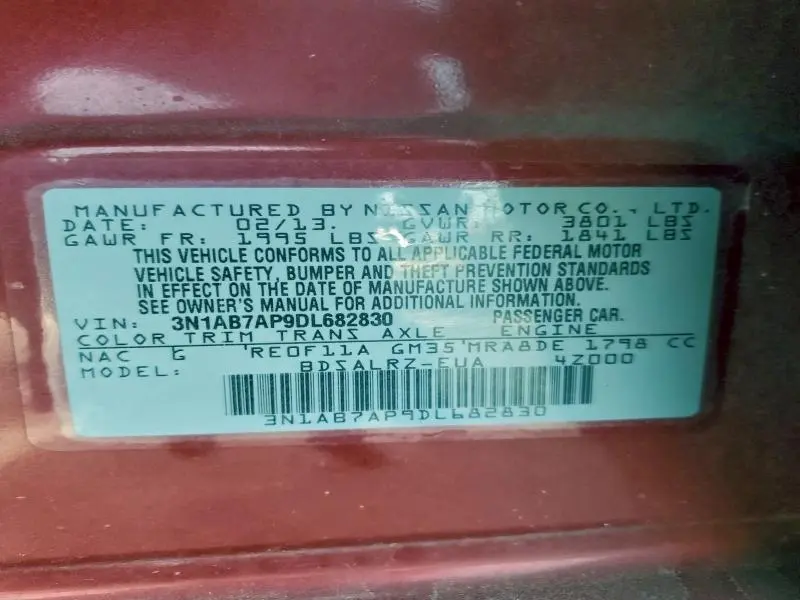 MANUFACTURED BY NISSAN MOTOR CO., LTD.
DATE: 02/13. GVWR: 3801 LBS
GAWR FR: 1995 LBS GAWR RR: 1841 LBS
THIS VEHICLE CONFORMS TO ALL APPLICABLE FEDERAL MOTOR
VEHICLE SAFETY, BUMPER AND THEFT PREVENTION STANDARDS
IN EFFECT ON THE DATE OF MANUFACTURE SHOWN ABOVE.
SEE OWNER'S MANUAL FOR ADDITIONAL INFORMATION
VIN: 3N1AB7AP9DL682830 PASSENGER CAR.
COLOR TRIM TRANS AXLE ENGINE
NAC G 'RE0F11A GM35'MRA8DE 1798 CC
MODEL: BDSALRZ-EUA 4Z000
3N1AB7AP9DL682830